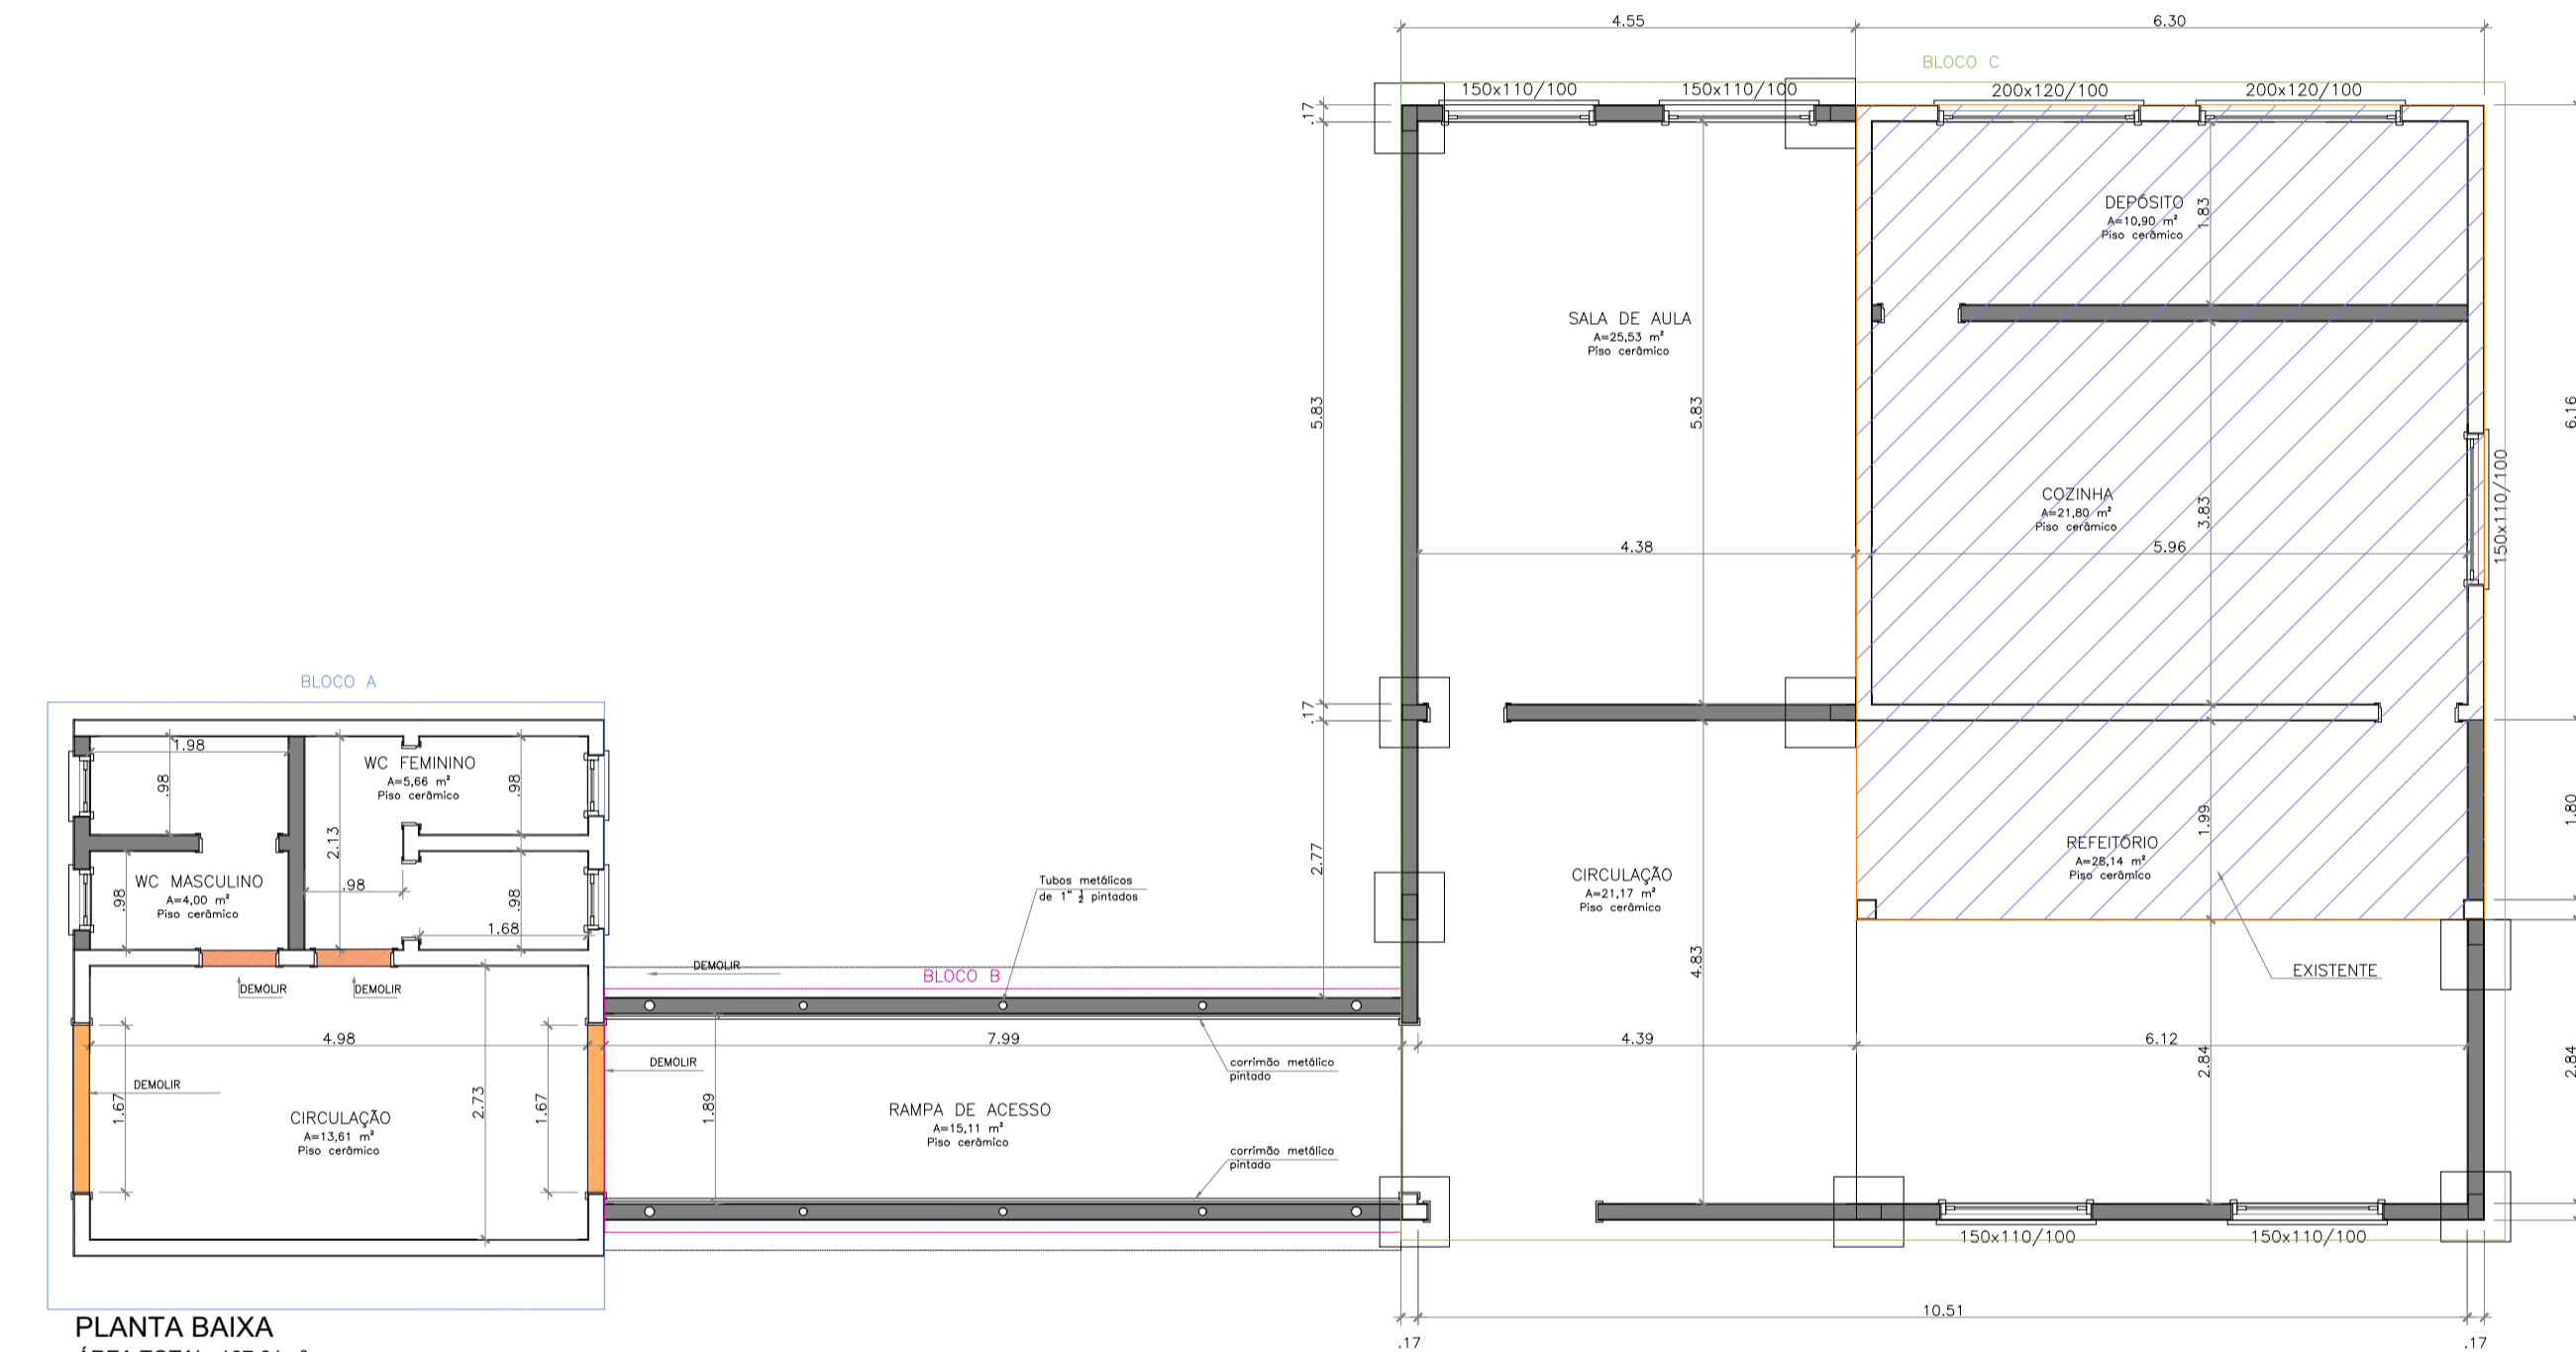 4.55
6.30
BLOCO C
150x110/100
150x110/100
200x120/100
200x120/100
.17
DEPÓSITO
A=10,90 m²
Piso cerâmico
1.83
SALA DE AULA
A=25,53 m²
Piso cerâmico
5.83
5.83
6.16
COZINHA
A=21,80 m²
Piso cerâmico
3.83
150x110/100
4.38
5.96
BLOCO A
.17
1.98
WC FEMININO
A=5,66 m²
Piso cerâmico
.98
.98
2.13
1.99
1.80
REFEITÓRIO
A=28,14 m²
Piso cerâmico
2.77
WC MASCULINO
A=4,00 m²
Piso cerâmico
.98
.98
.98
1.68
Tubos metálicos
de 1" ½ pintados
CIRCULAÇÃO
A=21,17 m²
Piso cerâmico
4.83
DEMOLIR
BLOCO B
EXISTENTE
DEMOLIR
DEMOLIR
4.98
7.99
4.39
6.12
DEMOLIR
corrimão metálico
pintado
2.84
2.84
DEMOLIR
1.67
2.73
1.67
1.89
CIRCULAÇÃO
A=13,61 m²
Piso cerâmico
RAMPA DE ACESSO
A=15,11 m²
Piso cerâmico
corrimão metálico
pintado
150x110/100
150x110/100
10.51
PLANTA BAIXA
.17
.17